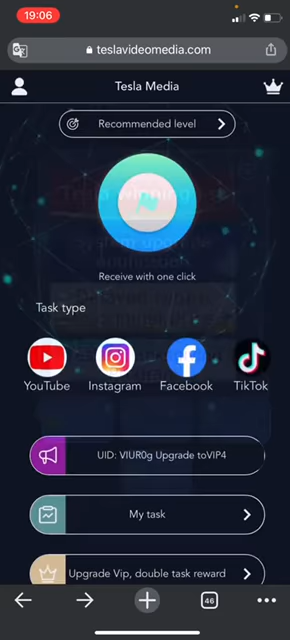 19:06
teslavideomedia.com
Tesla Media
Recommended level
Receive with one click
Task type
YouTube
Instagram
Facebook
TikTok
UID: VIUR0g Upgrade toVIP4
My task
Upgrade Vip, double task reward
46